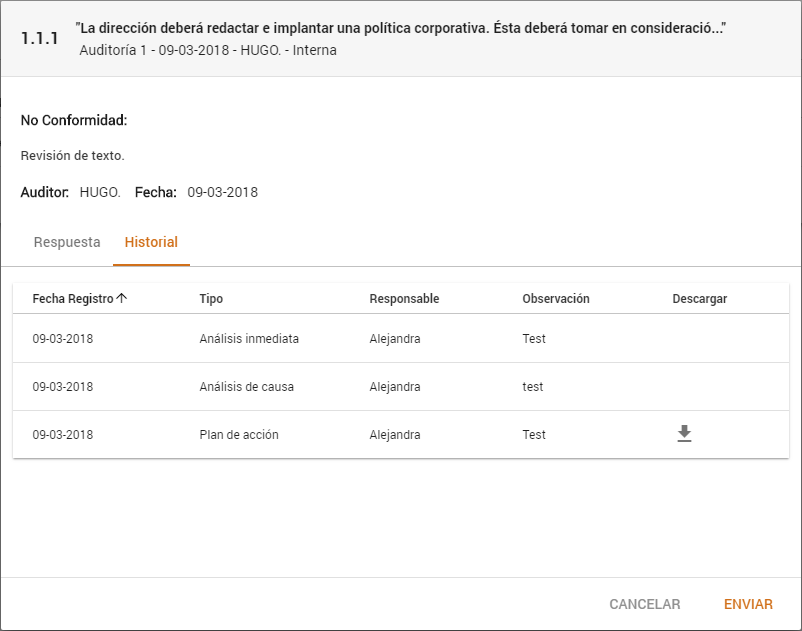 1.1.1
"La dirección deberá redactar e implantar una política corporativa. Ésta deberá tomar en consideració..."
Auditoría 1 - 09-03-2018 - HUGO. - Interna
No Conformidad:
Revisión de texto.
Auditor: HUGO. Fecha: 09-03-2018
Respuesta Historial
Fecha Registro Tipo Responsable Observación Descargar
09-03-2018 Análisis inmediata Alejandra Test
09-03-2018 Análisis de causa Alejandra test
09-03-2018 Plan de acción Alejandra Test
CANCELAR ENVIAR